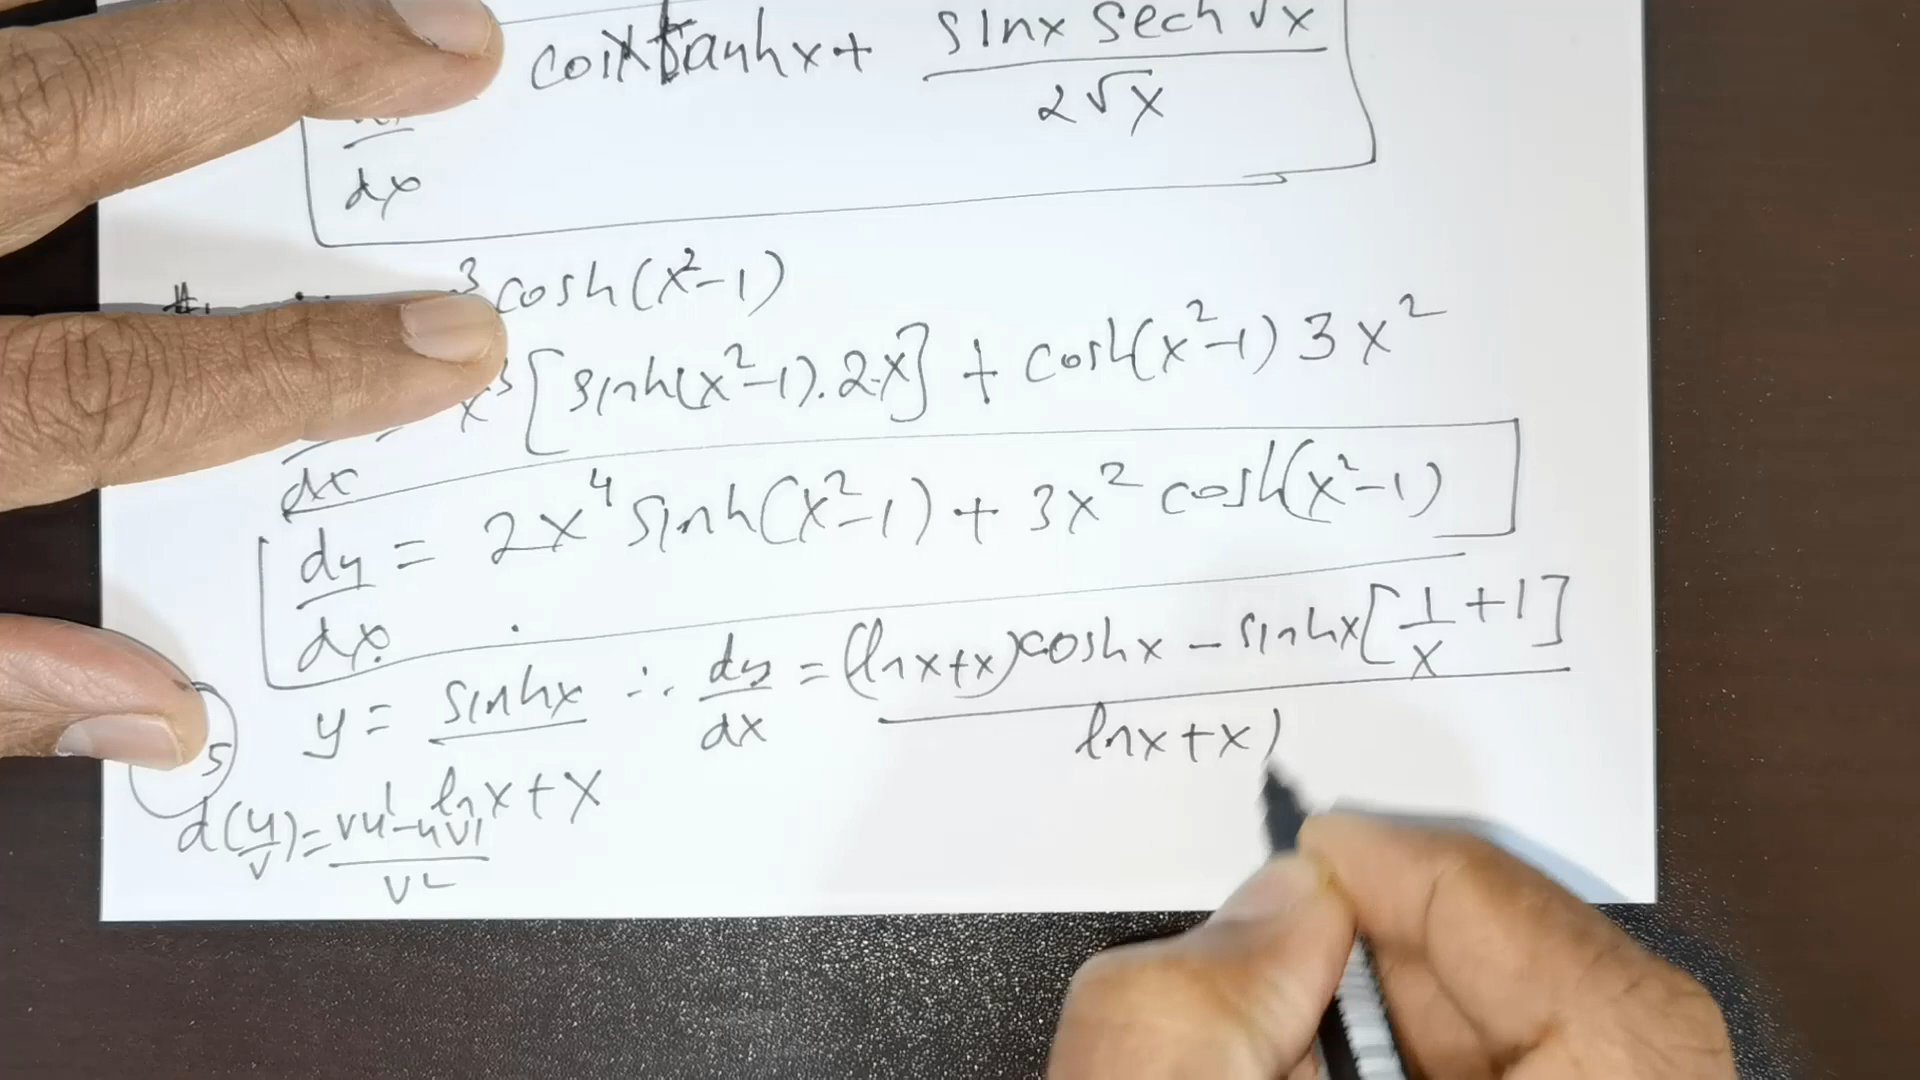 cosx tanhx + sinx sech √x / 2√x
dx
#. 3 cosh(x²-1)
x³ [sinh(x²-1).2x] + cosh(x²-1) 3x²
dx
dy/dx = 2x⁴ sinh(x²-1) + 3x² cosh(x²-1)
5 y = sinhx / lnx+x ∴ dy/dx = (lnx+x)coshx - sinhx[1/x +1] / lnx+x)
d(u/v) = vu'-uv' / v²